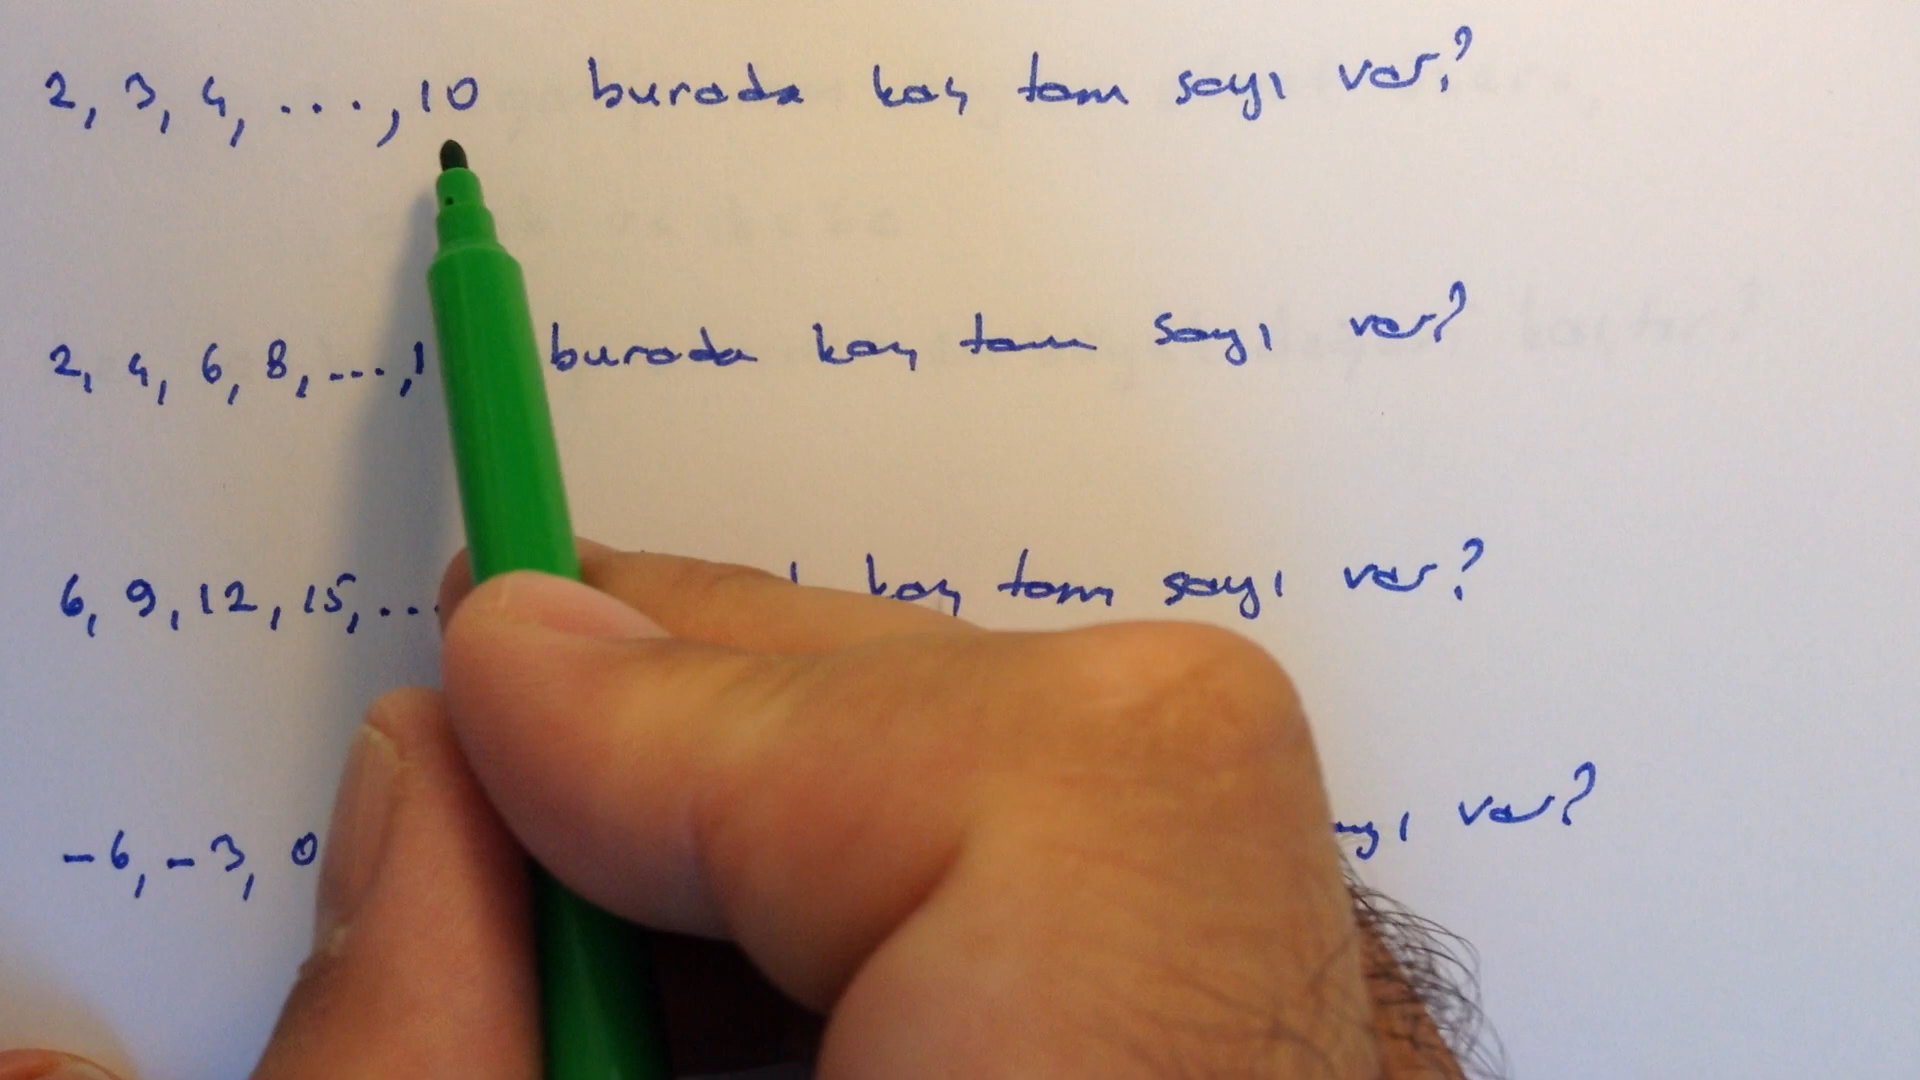 2, 3, 4, ...., 10 burada kaç tam sayı var?
2, 4, 6, 8, ...., 1 burada kaç tam sayı var?
6, 9, 12, 15, ... kaç tam sayı var?
-6, -3, 0 var?